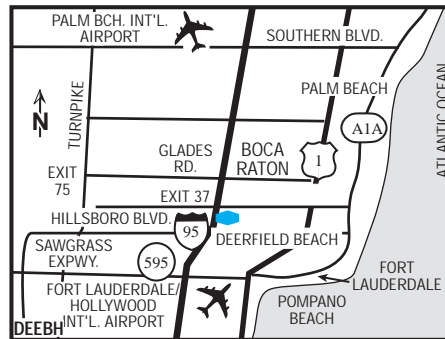 PALM BCH. INT'L.
AIRPORT
SOUTHERN BLVD.
PALM BEACH
ATLANTIC OCEAN
N
TURNPIKE
A1A
GLADES
RD.
BOCA
RATON
1
EXIT
75
EXIT 37
HILLSBORO BLVD.
95
DEERFIELD BEACH
SAWGRASS
EXPWY.
595
FORT
LAUDERDALE
FORT LAUDERDALE/
HOLLYWOOD
INT'L. AIRPORT
POMPANO
BEACH
DEEBH